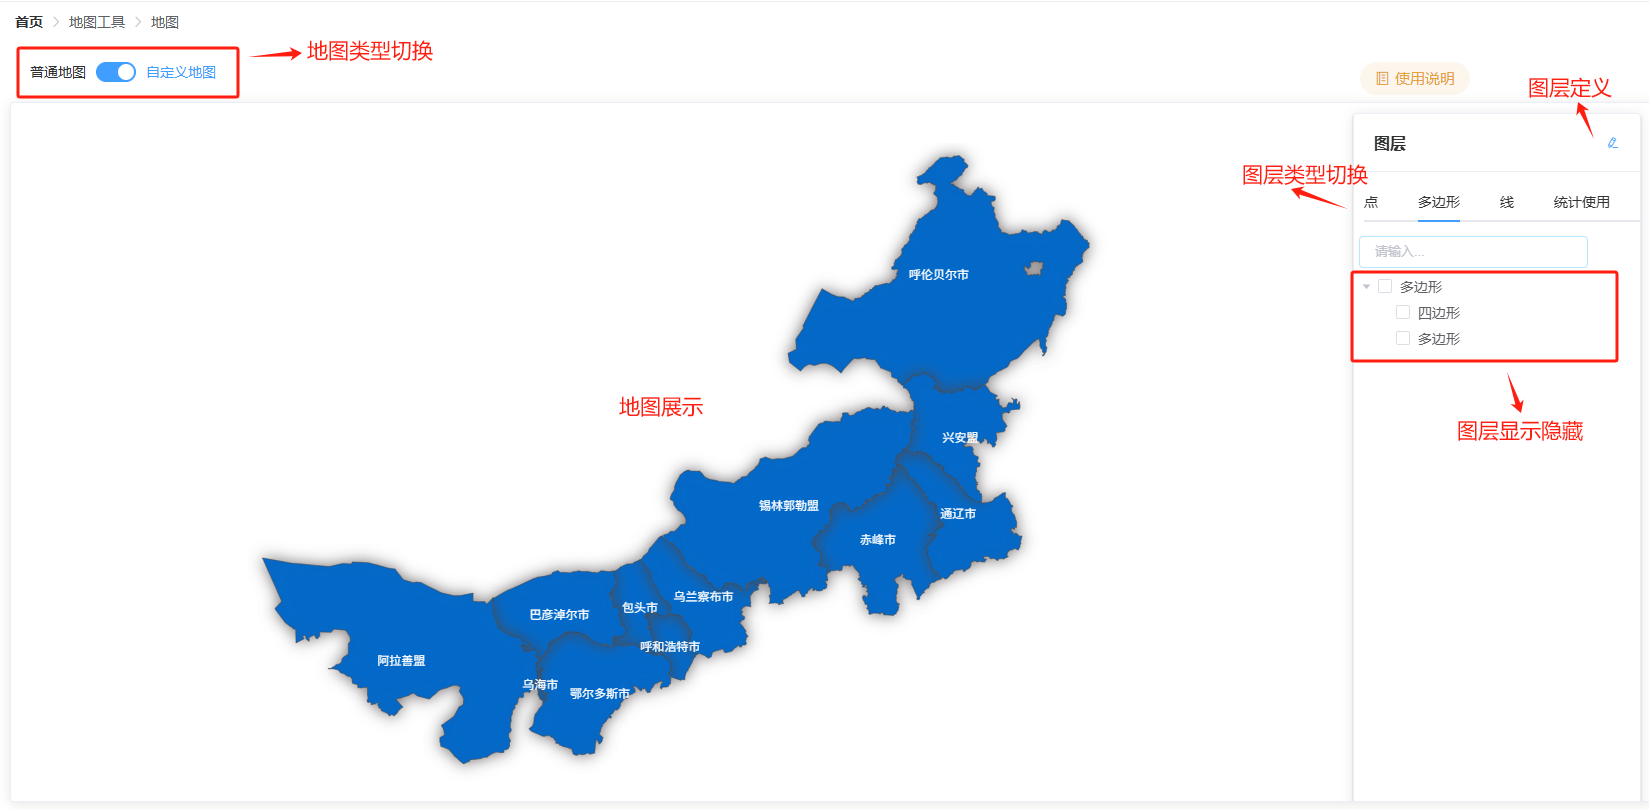 首页 > 地图工具 > 地图
普通地图 自定义地图
地图类型切换
使用说明
图层定义
图层
图层类型切换
点 多边形 线 统计使用
请输入...
多边形
四边形
多边形
图层显示隐藏
地图展示
呼伦贝尔市
兴安盟
锡林郭勒盟
通辽市
赤峰市
乌兰察布市
包头市
巴彦淖尔市
呼和浩特市
阿拉善盟
乌海市
鄂尔多斯市